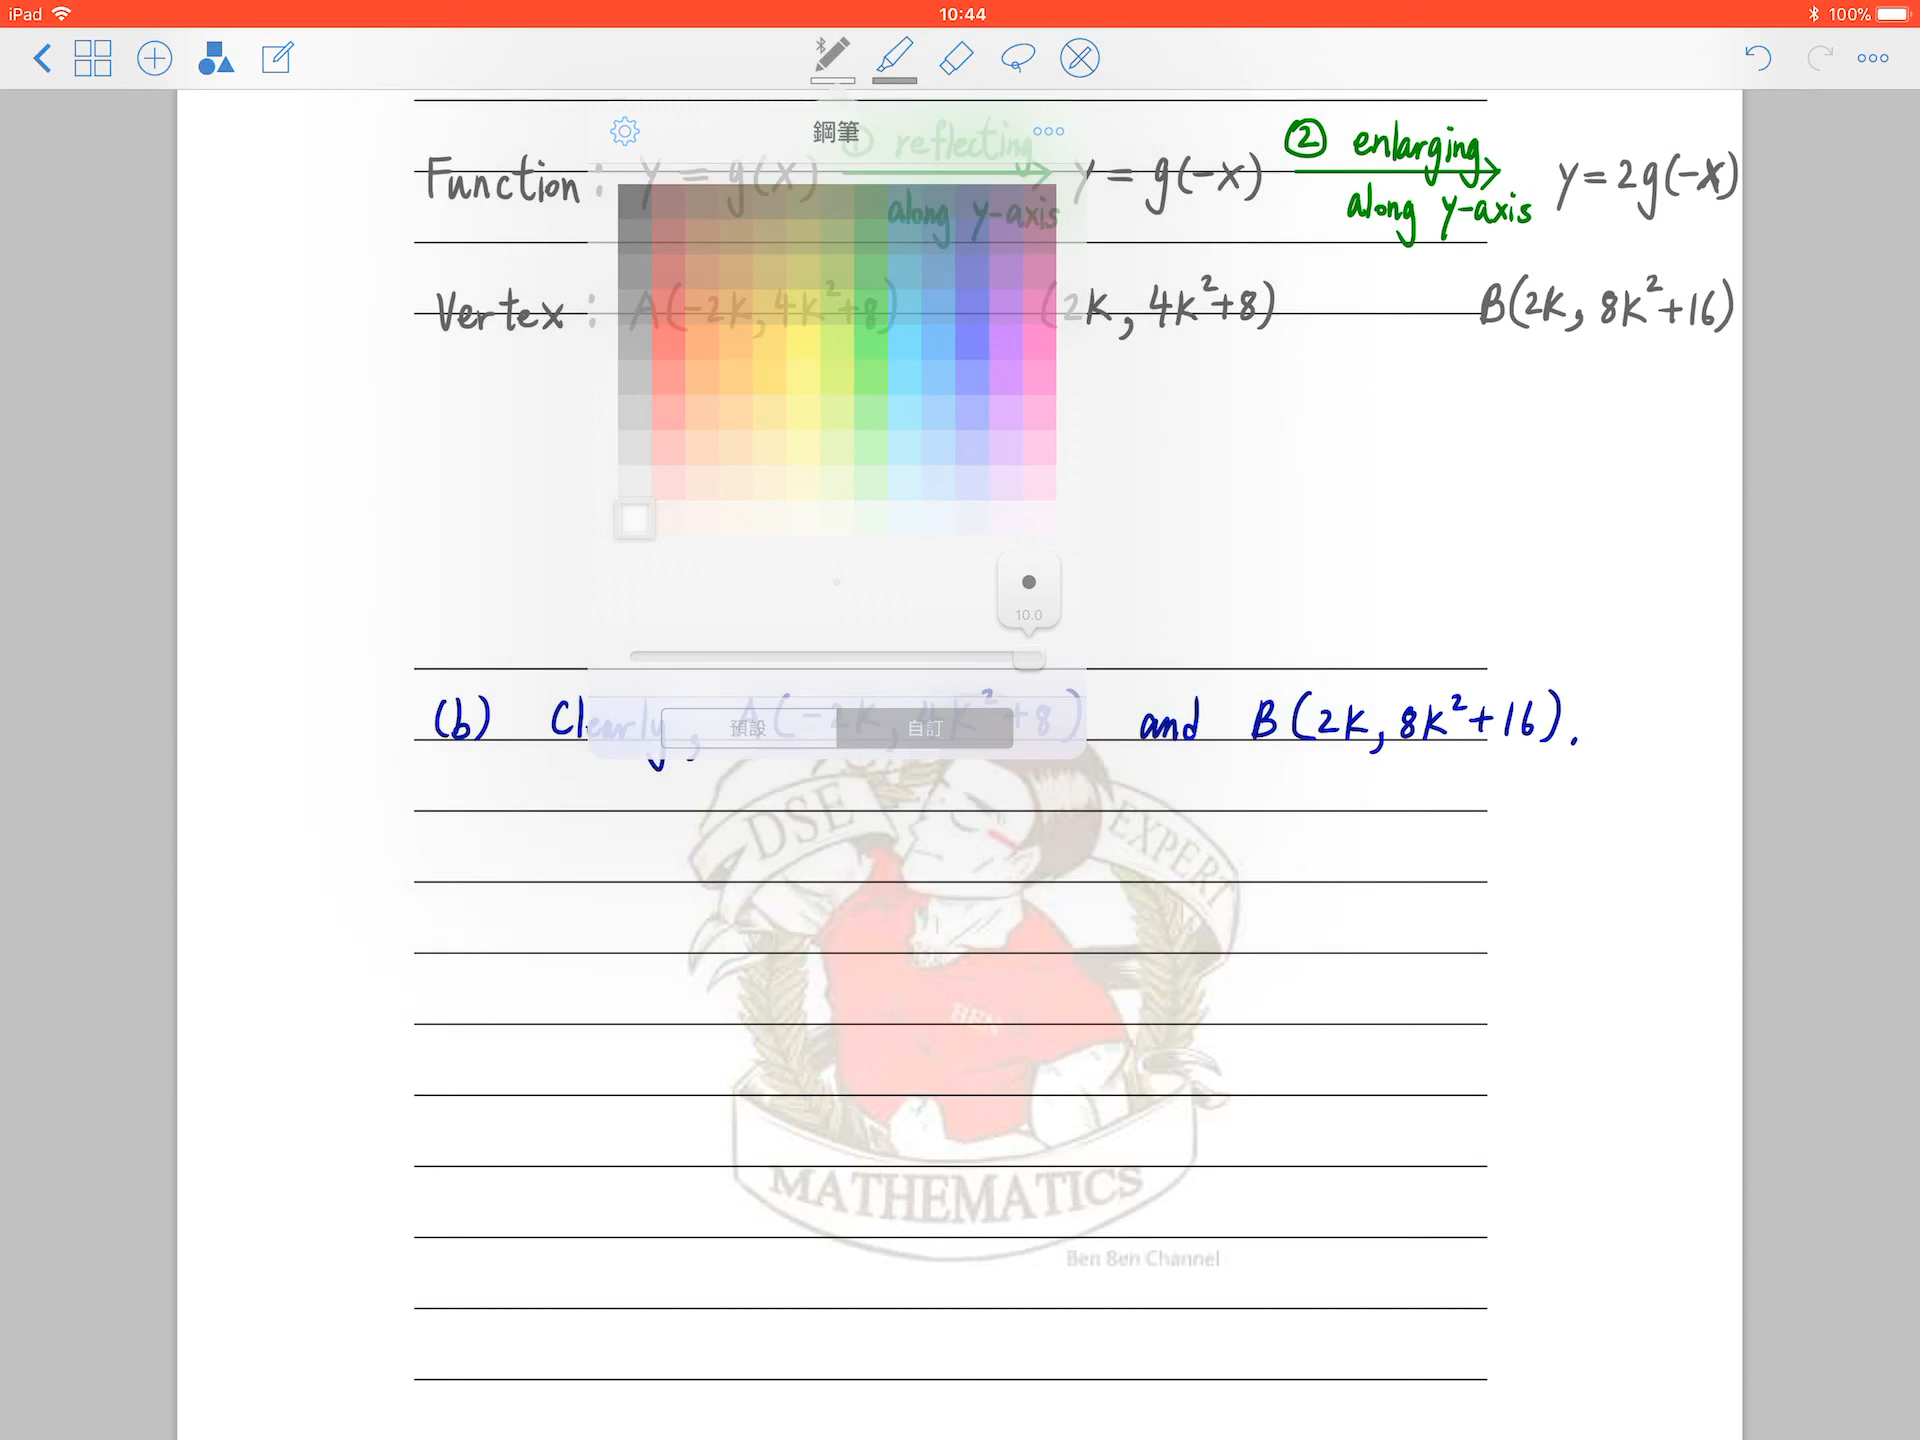 iPad 10:44 100%
鋼筆
① reflecting ② enlarging
Function : y = g(x) y = g(-x) y = 2g(-x)
along y-axis along y-axis
Vertex : A(-2k, 4k²+8) (2k, 4k²+8) B(2k, 8k²+16)
10.0
(b) Clearly, A(-2k, 4k²+8) and B(2k, 8k²+16).
預設 自訂
DSE EXPERT
BEN
MATHEMATICS
Ben Ben Channel